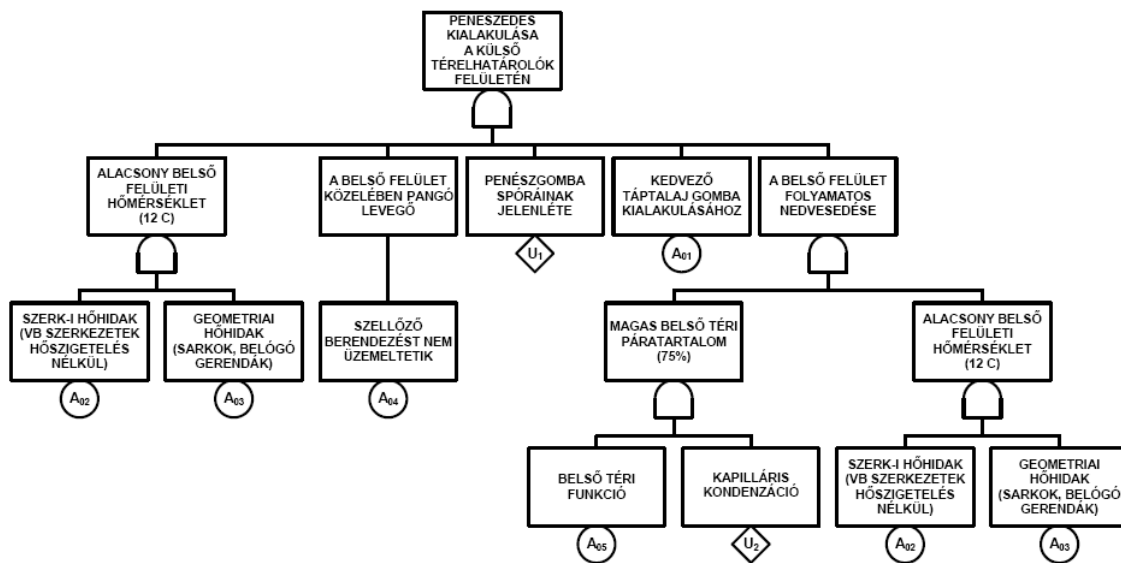 PENESZEDES
KIALAKULÁSA
A KÜLSŐ
TÉRELHATÁROLÓK
FELÜLETÉN
ALACSONY BELSŐ
FELÜLETI
HŐMÉRSÉKLET
(12 C)
A BELSŐ FELÜLET
KÖZELÉBEN PANGÓ
LEVEGŐ
PENÉSZGOMBA
SPÓRÁINAK
JELENLÉTE
KEDVEZŐ
TÁPTALAJ GOMBA
KIALAKULÁSÁHOZ
A BELSŐ FELÜLET
FOLYAMATOS
NEDVESEDÉSE
U1
A01
SZERK-I HŐHIDAK
(VB SZERKEZETEK
HŐSZIGETELÉS
NÉLKÜL)
GEOMETRIAI
HŐHIDAK
(SARKOK, BELÓGÓ
GERENDÁK)
SZELLŐZŐ
BERENDEZÉST NEM
ÜZEMELTETIK
MAGAS BELSŐ TÉRI
PÁRATARTALOM
(75%)
ALACSONY BELSŐ
FELÜLETI
HŐMÉRSÉKLET
(12 C)
A02
A03
A04
BELSŐ TÉRI
FUNKCIÓ
KAPILLÁRIS
KONDENZÁCIÓ
SZERK-I HŐHIDAK
(VB SZERKEZETEK
HŐSZIGETELÉS
NÉLKÜL)
GEOMETRIAI
HŐHIDAK
(SARKOK, BELÓGÓ
GERENDÁK)
A05
U2
A02
A03